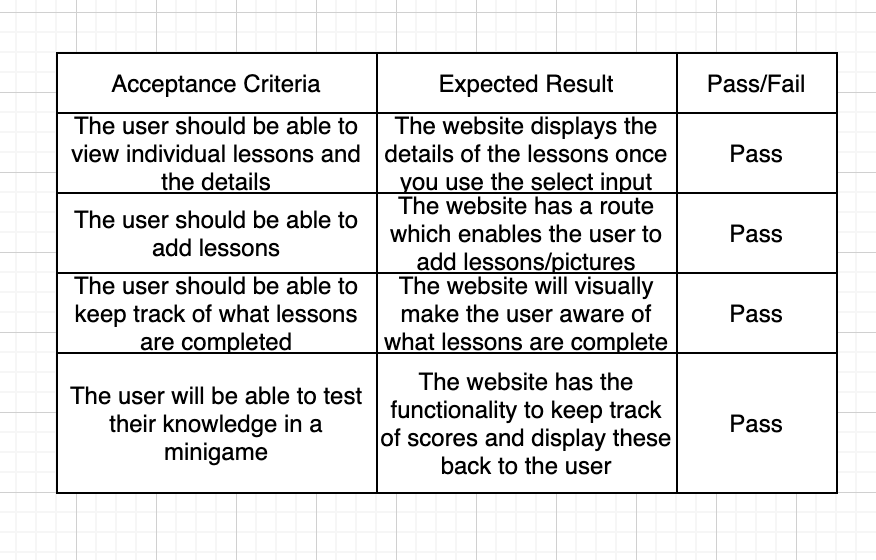 Acceptance Criteria
Expected Result
Pass/Fail
The user should be able to
view individual lessons and
the details
The website displays the
details of the lessons once
you use the select input
Pass
The user should be able to
add lessons
The website has a route
which enables the user to
add lessons/pictures
Pass
The user should be able to
keep track of what lessons
are completed
The website will visually
make the user aware of
what lessons are complete
Pass
The user will be able to test
their knowledge in a
minigame
The website has the
functionality to keep track
of scores and display these
back to the user
Pass